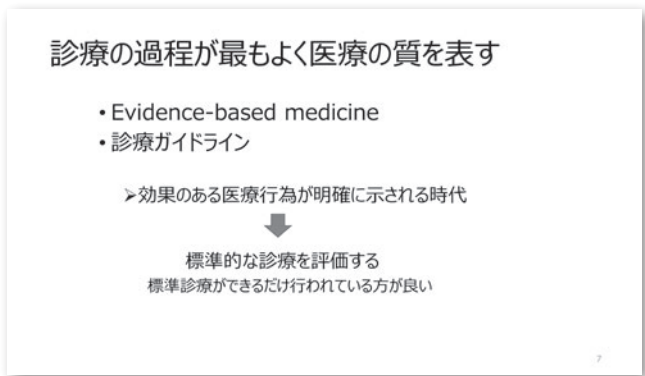 診療の過程が最もよく医療の質を表す
• Evidence-based medicine
• 診療ガイドライン
➢効果のある医療行為が明確に示される時代
標準的な診療を評価する
標準診療ができるだけ行われている方が良い
7